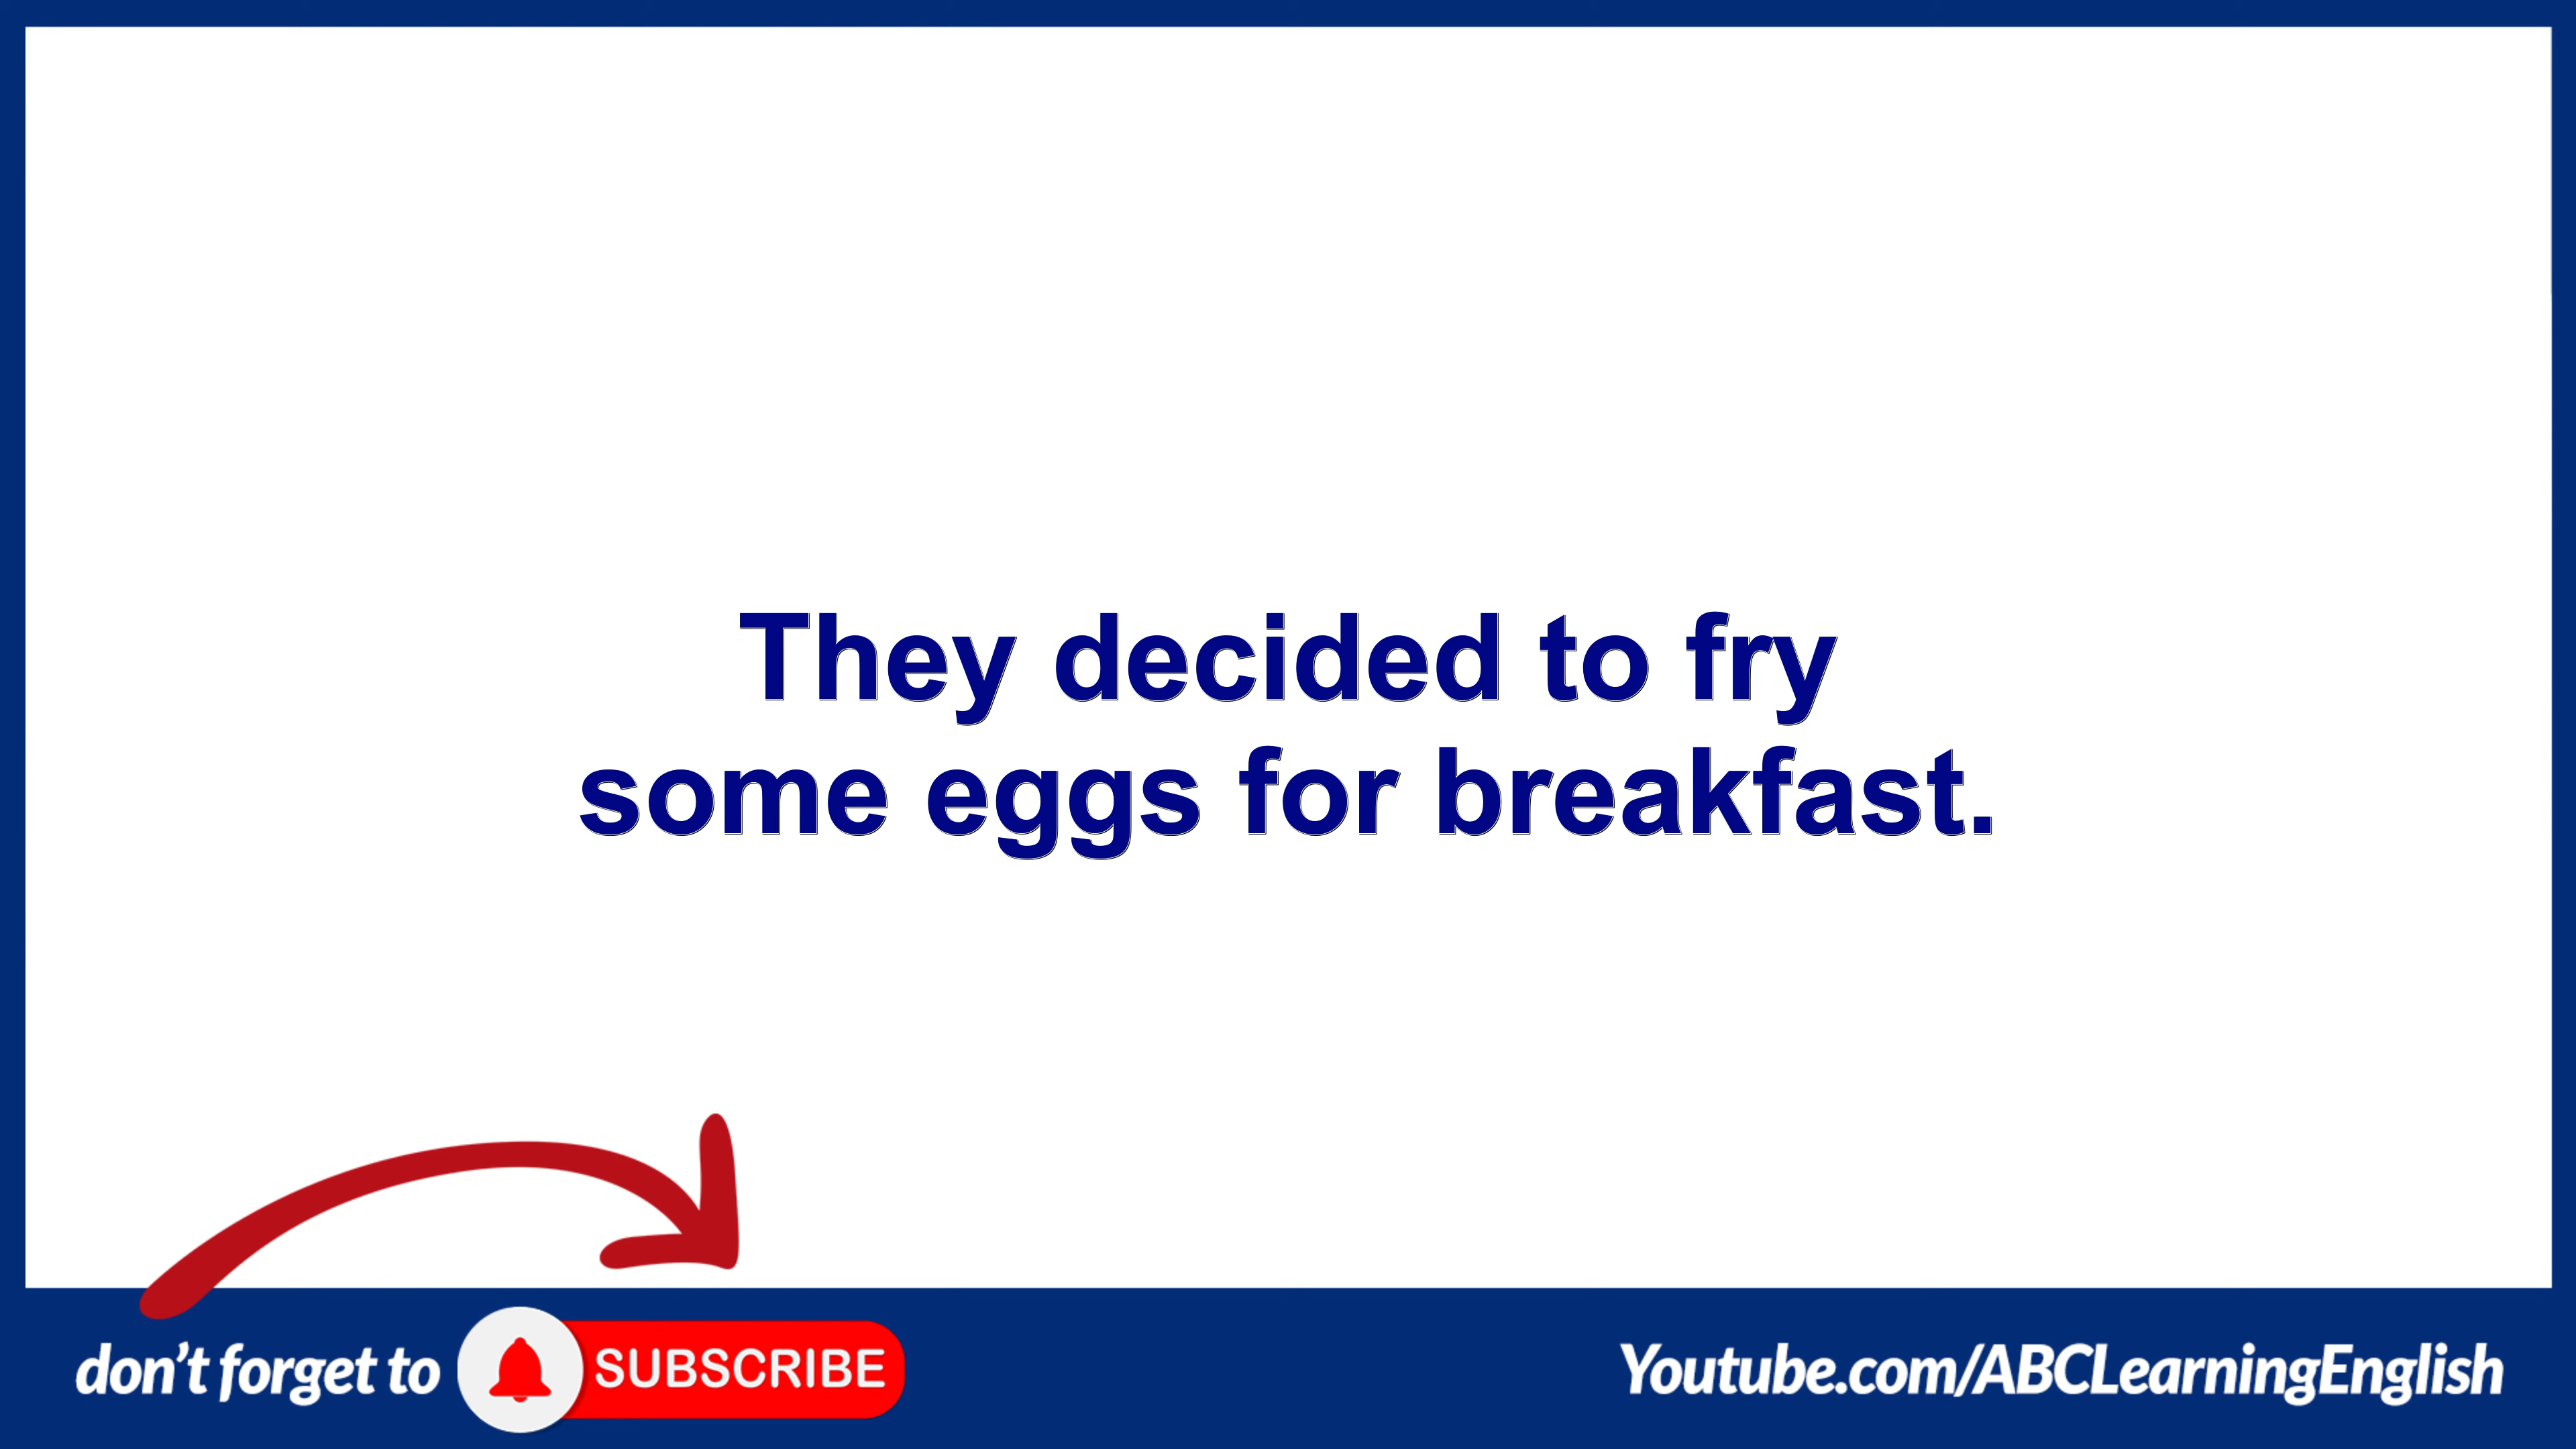 They decided to fry
some eggs for breakfast.
don't forget to SUBSCRIBE
Youtube.com/ABCLearningEnglish